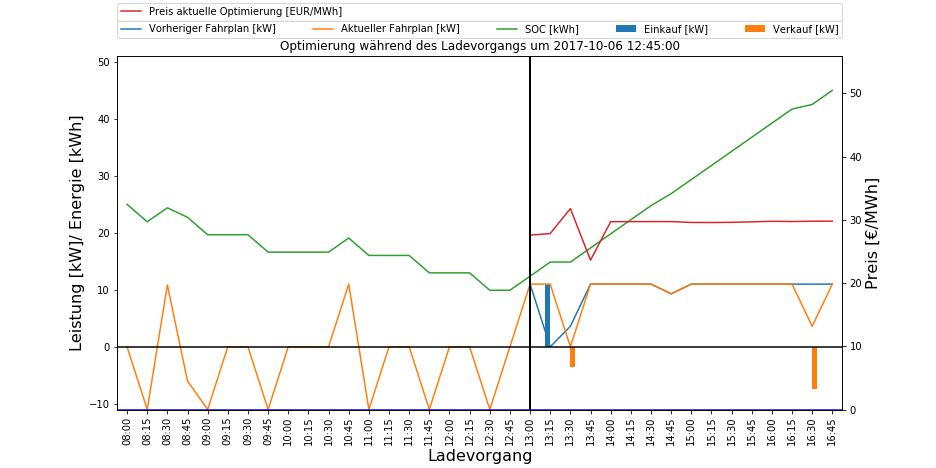 Preis aktuelle Optimierung [EUR/MWh]
Vorheriger Fahrplan [kW] Aktueller Fahrplan [kW] SOC [kWh] Einkauf [kW] Verkauf [kW]
Optimierung während des Ladevorgangs um 2017-10-06 12:45:00
Leistung [kW]/ Energie [kWh]
50
40
30
20
10
0
−10
50
40
30
20
10
0
Preis [€/MWh]
08:00 08:15 08:30 08:45 09:00 09:15 09:30 09:45 10:00 10:15 10:30 10:45 11:00 11:15 11:30 11:45 12:00 12:15 12:30 12:45 13:00 13:15 13:30 13:45 14:00 14:15 14:30 14:45 15:00 15:15 15:30 15:45 16:00 16:15 16:30 16:45
Ladevorgang